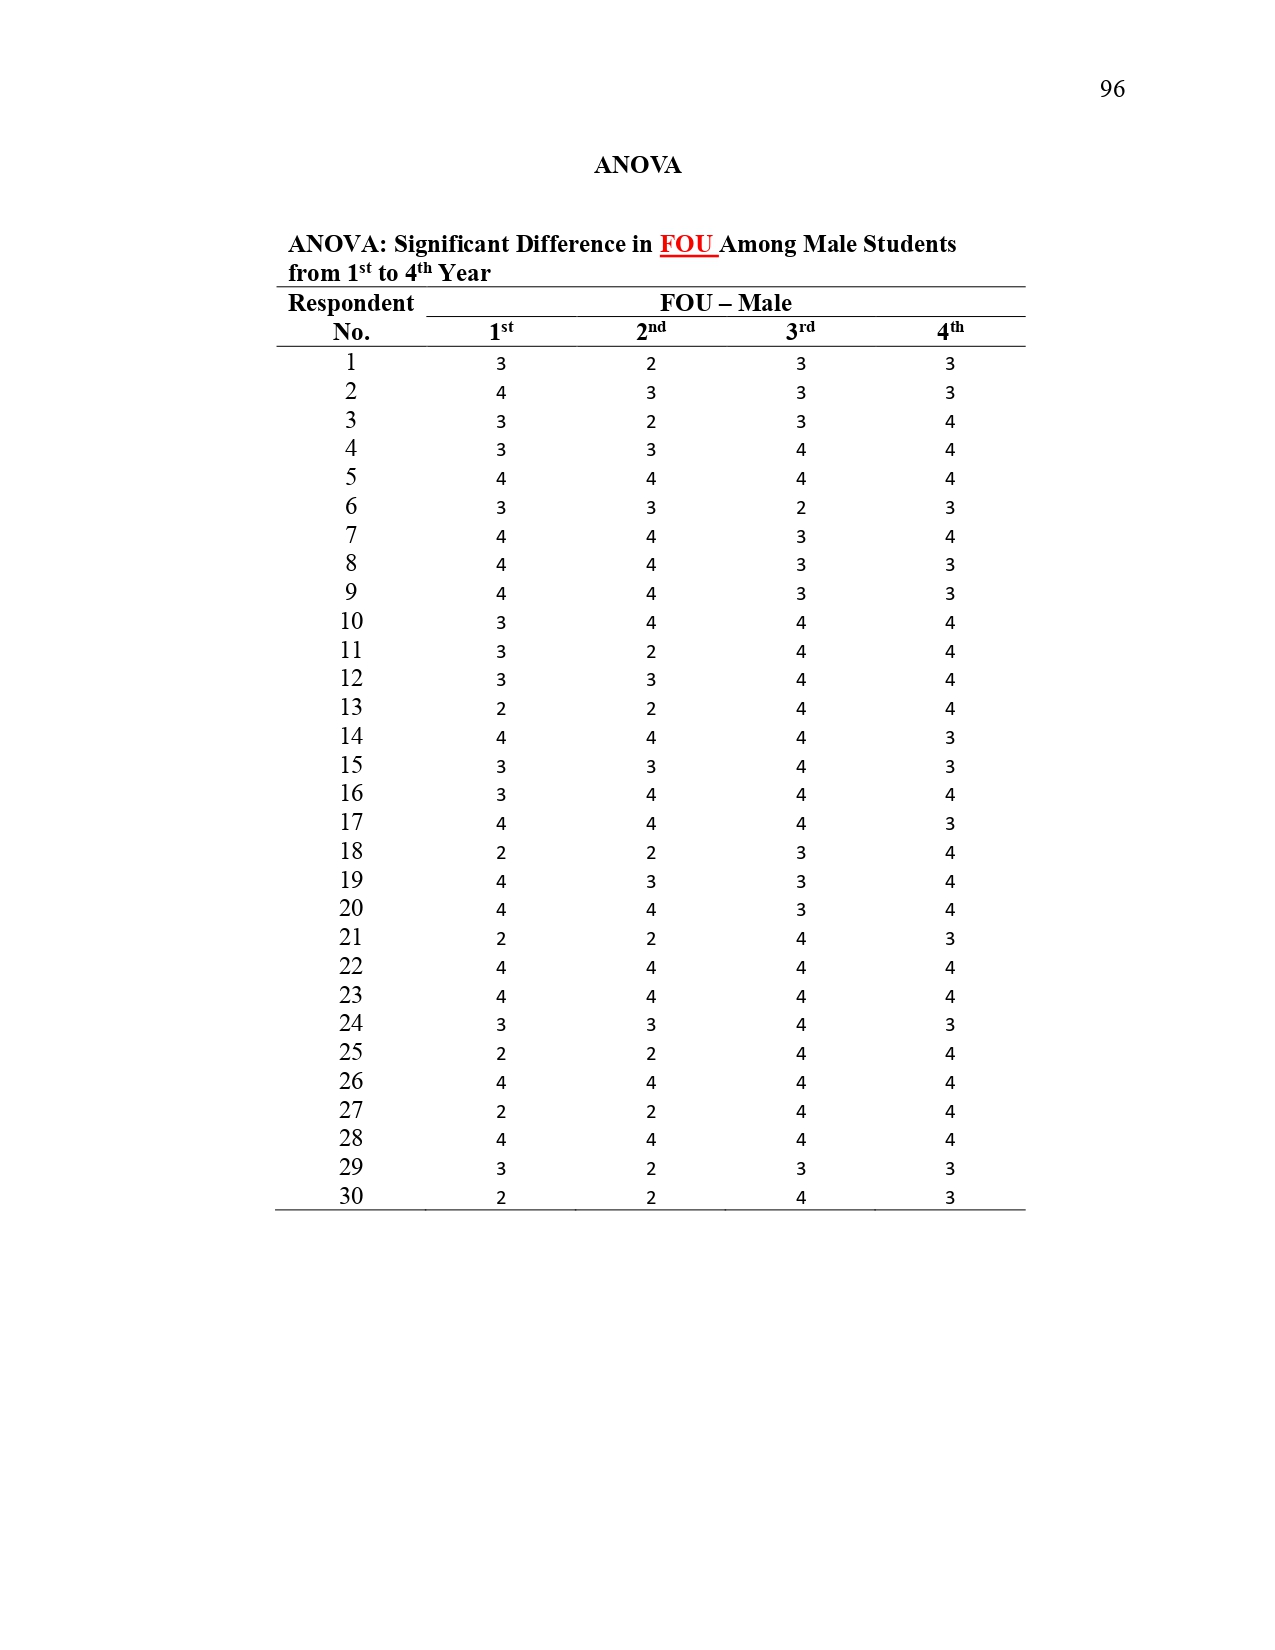 96
ANOVA
ANOVA: Significant Difference in FOU Among Male Students
from 1st to 4th Year
Respondent FOU – Male
No. 1st 2nd 3rd 4th
1 3 2 3 3
2 4 3 3 3
3 3 2 3 4
4 3 3 4 4
5 4 4 4 4
6 3 3 2 3
7 4 4 3 4
8 4 4 3 3
9 4 4 3 3
10 3 4 4 4
11 3 2 4 4
12 3 3 4 4
13 2 2 4 4
14 4 4 4 3
15 3 3 4 3
16 3 4 4 4
17 4 4 4 3
18 2 2 3 4
19 4 3 3 4
20 4 4 3 4
21 2 2 4 3
22 4 4 4 4
23 4 4 4 4
24 3 3 4 3
25 2 2 4 4
26 4 4 4 4
27 2 2 4 4
28 4 4 4 4
29 3 2 3 3
30 2 2 4 3